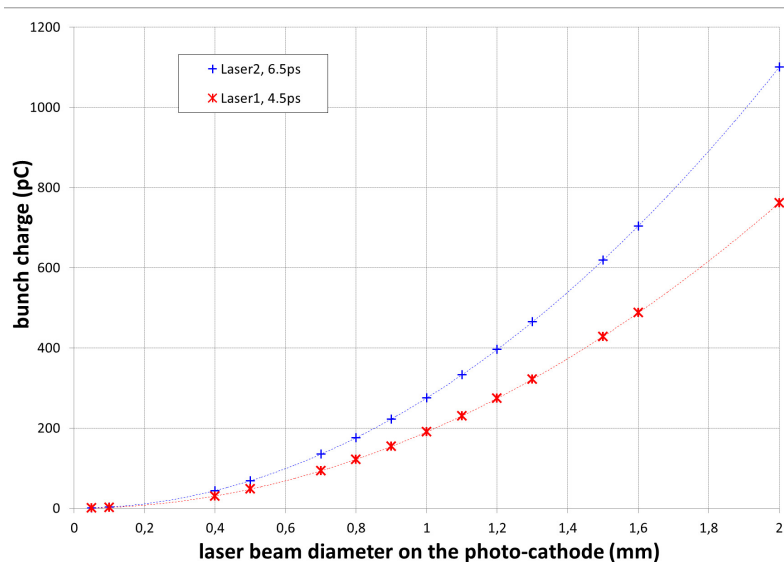 1200
1000
800
600
400
200
0
bunch charge (pC)
Laser2, 6.5ps
Laser1, 4.5ps
0 0,2 0,4 0,6 0,8 1 1,2 1,4 1,6 1,8 2
laser beam diameter on the photo-cathode (mm)